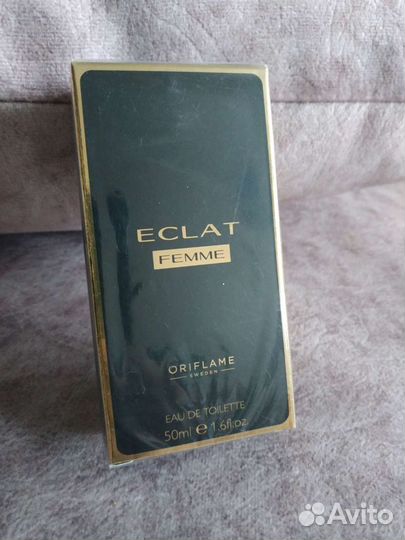 ECLAT
FEMME
ORIFLAME
SWEDEN
EAU DE TOILETTE
50ml e 1.6fl.oz.
Avito